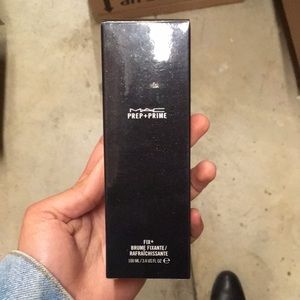 MAC
PREP+PRIME
FIX+
BRUME FIXANTE/
RAFRAÎCHISSANTE
100 ML / 3.4 US FL OZ e